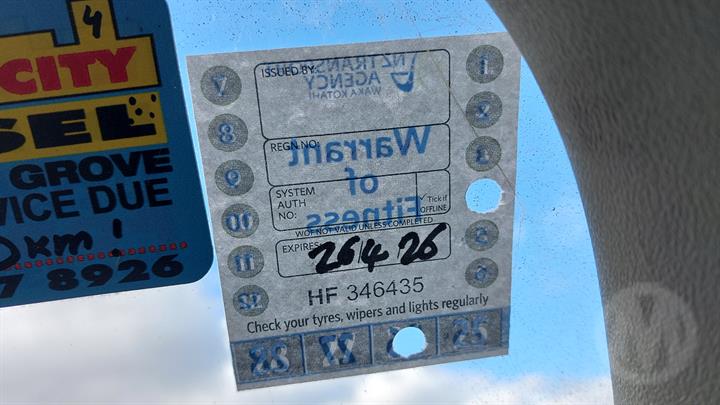 4
CITY
SEL
GROVE
VICE DUE
0 km !
7 8926
ISSUED BY:
NZ TRANSPORT
AGENCY
WAKA KOTAHI
REGN NO:
Warrant
of
Fitness
SYSTEM
AUTH
NO:
✓ Tick if
OFFLINE
WOF NOT VALID UNLESS COMPLETED
EXPIRES:
26 4 26
HF 346435
Check your tyres, wipers and lights regularly
7 1
8 2
9 3
10
11 5
12 6
28 27 25